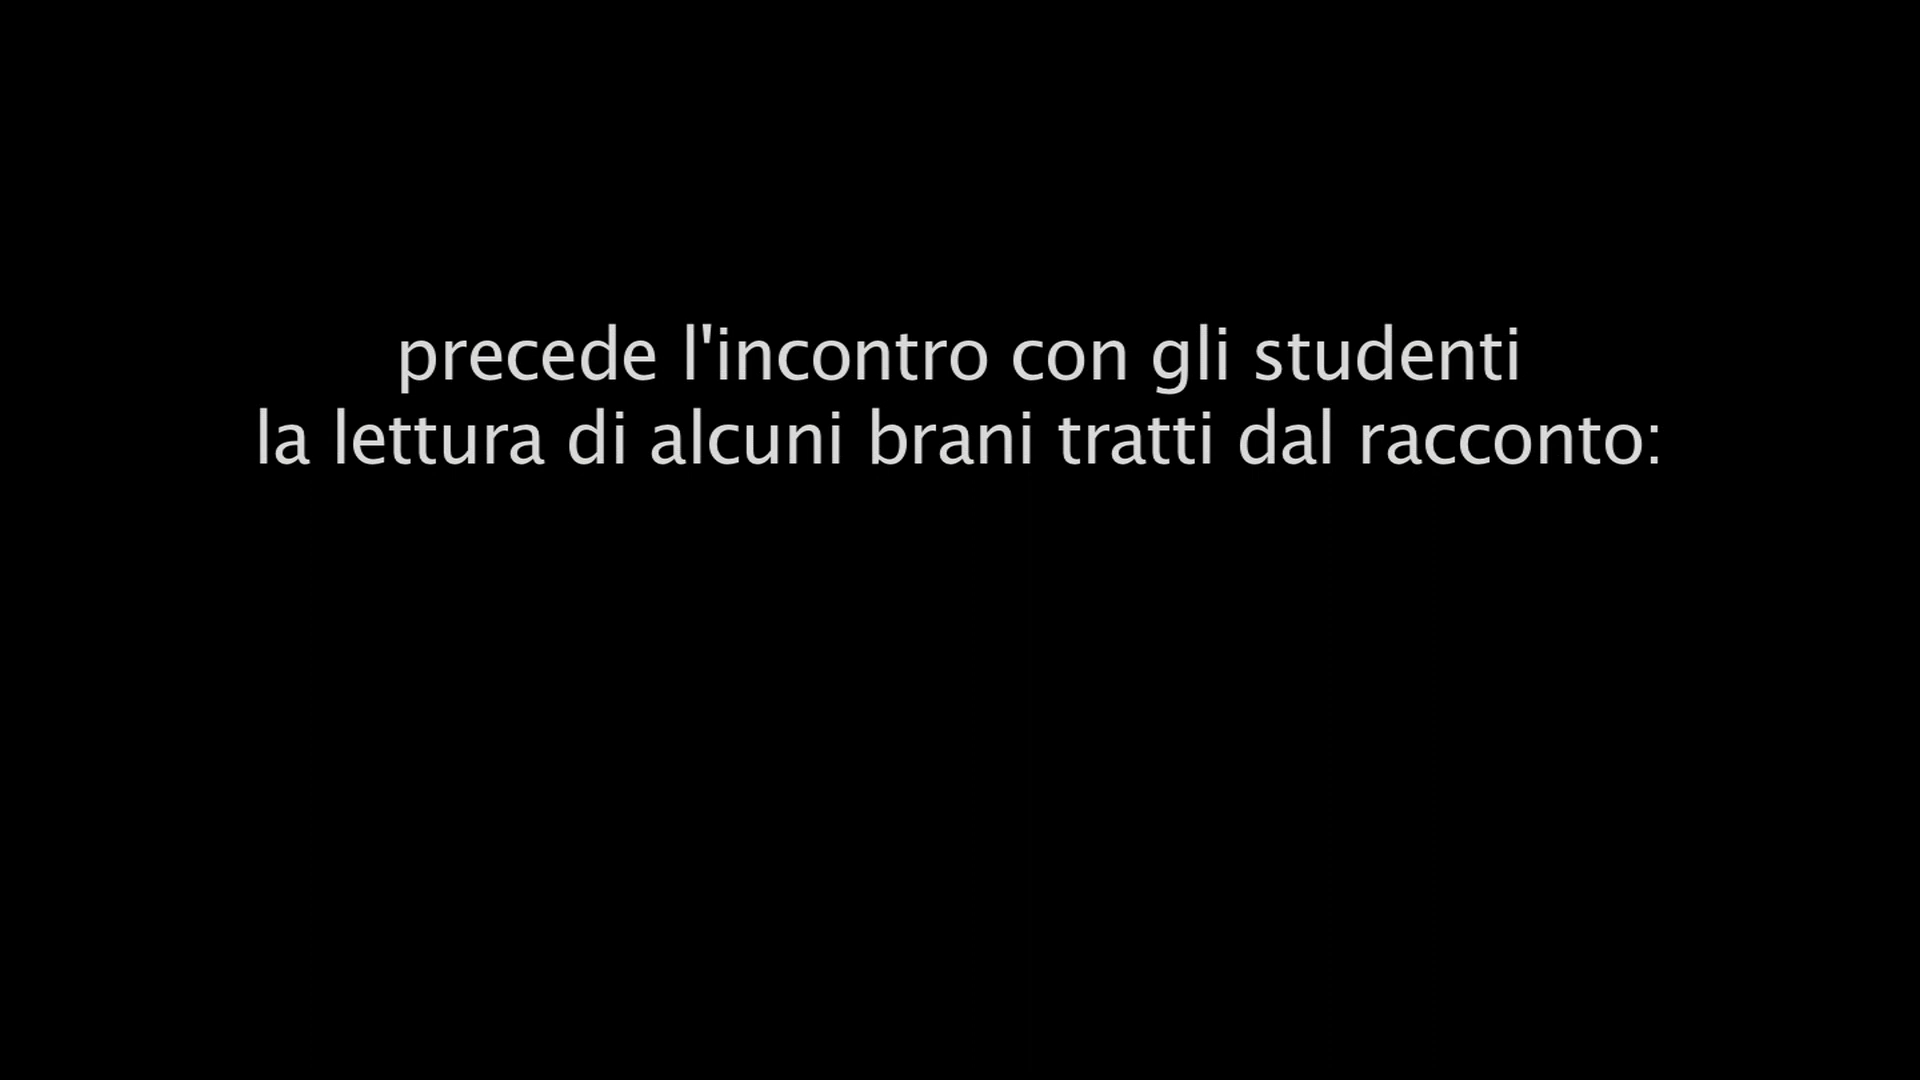 precede l'incontro con gli studenti
la lettura di alcuni brani tratti dal racconto: